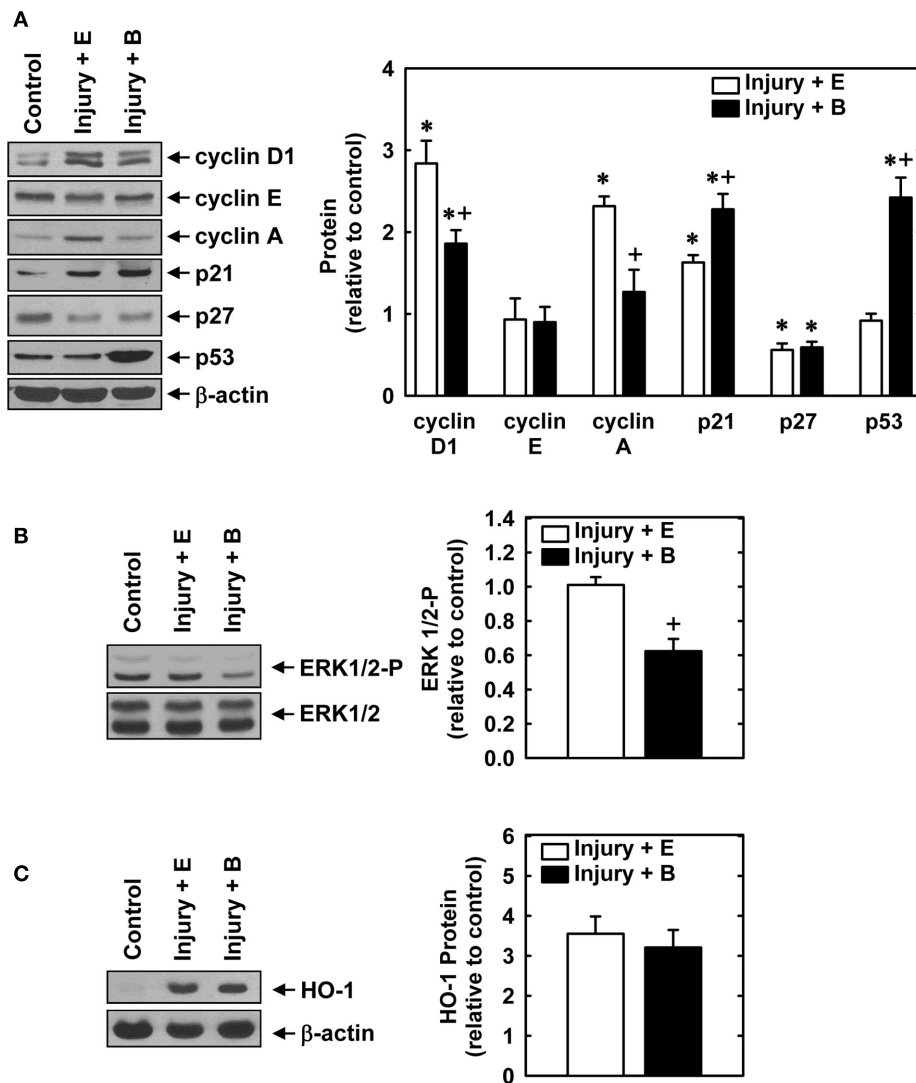 A
Control
Injury + E
Injury + B
cyclin D1
cyclin E
cyclin A
p21
p27
p53
β-actin
Protein
(relative to control)
4
3
2
1
0
Injury + E
Injury + B
*
*+
*
+
*
*+
*
*
*+
cyclin D1
cyclin E
cyclin A
p21
p27
p53
B
Control
Injury + E
Injury + B
ERK1/2-P
ERK1/2
ERK 1/2-P
(relative to control)
1.4
1.2
1.0
0.8
0.6
0.4
0.2
0.0
Injury + E
Injury + B
+
C
Control
Injury + E
Injury + B
HO-1
β-actin
HO-1 Protein
(relative to control)
6
5
4
3
2
1
0
Injury + E
Injury + B